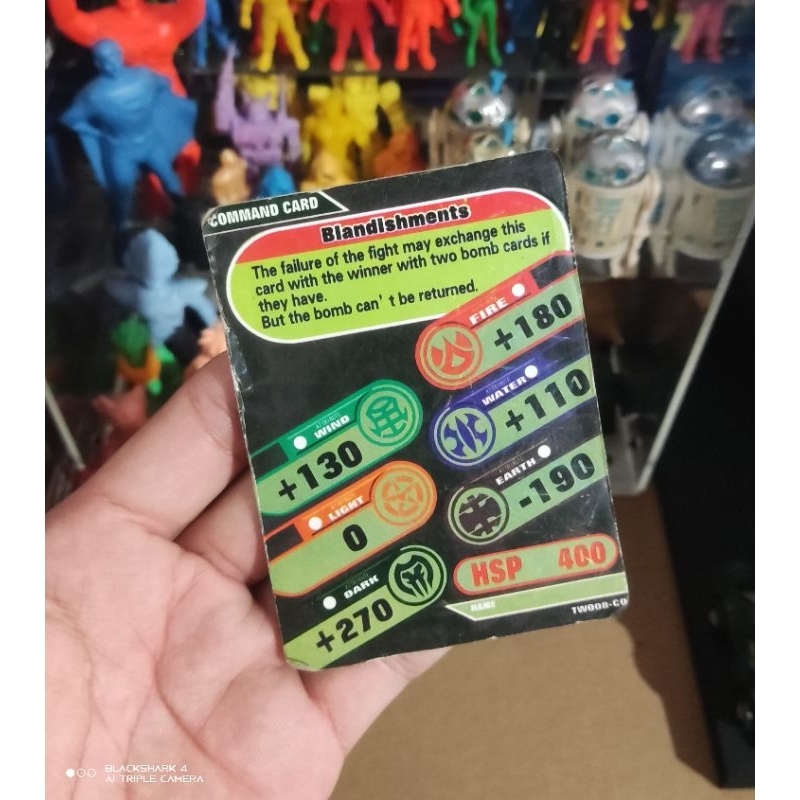 COMMAND CARD
Blandishments
The failure of the fight may exchange this
card with the winner with two bomb cards if
they have.
But the bomb can't be returned.
FIRE
+180
WATER
+110
WIND
+130
EARTH
-190
LIGHT
0
HSP 400
DARK
+270
NAME
TW008-CO
BLACKSHARK 4
AI TRIPLE CAMERA